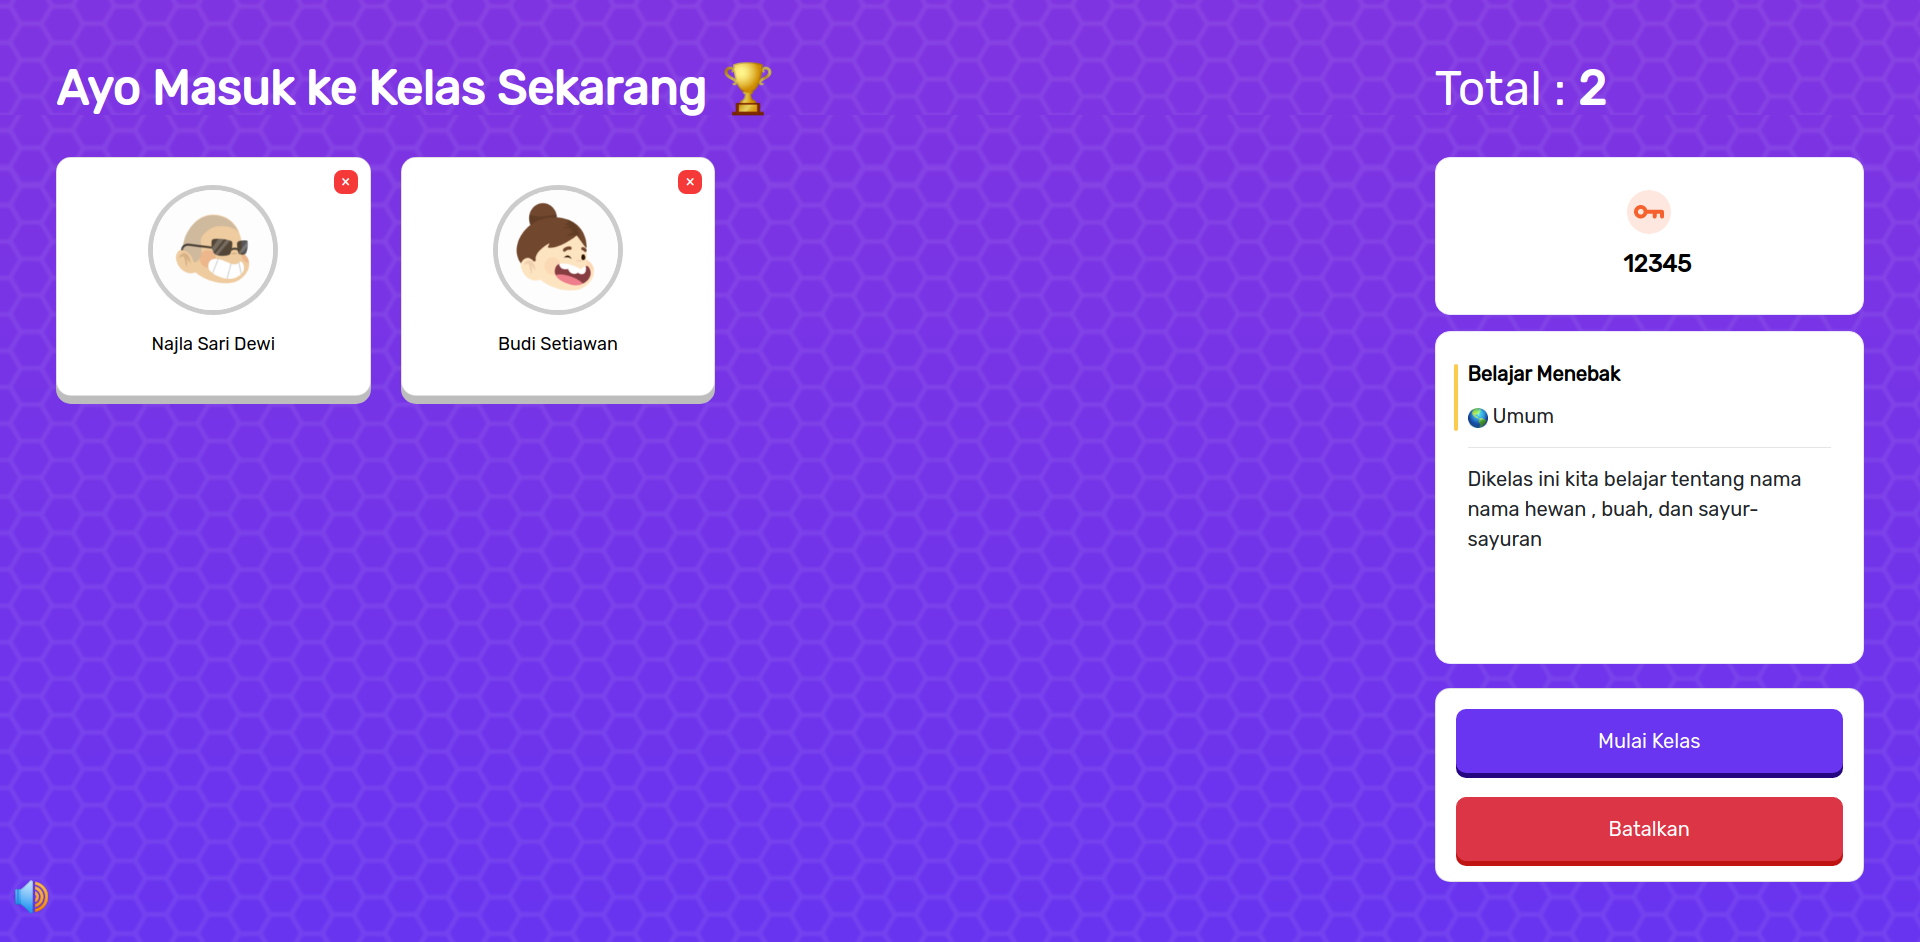 Ayo Masuk ke Kelas Sekarang 🏆
Total : 2
Najla Sari Dewi
Budi Setiawan
12345
Belajar Menebak
🌎 Umum
Dikelas ini kita belajar tentang nama
nama hewan , buah, dan sayur-
sayuran
Mulai Kelas
Batalkan